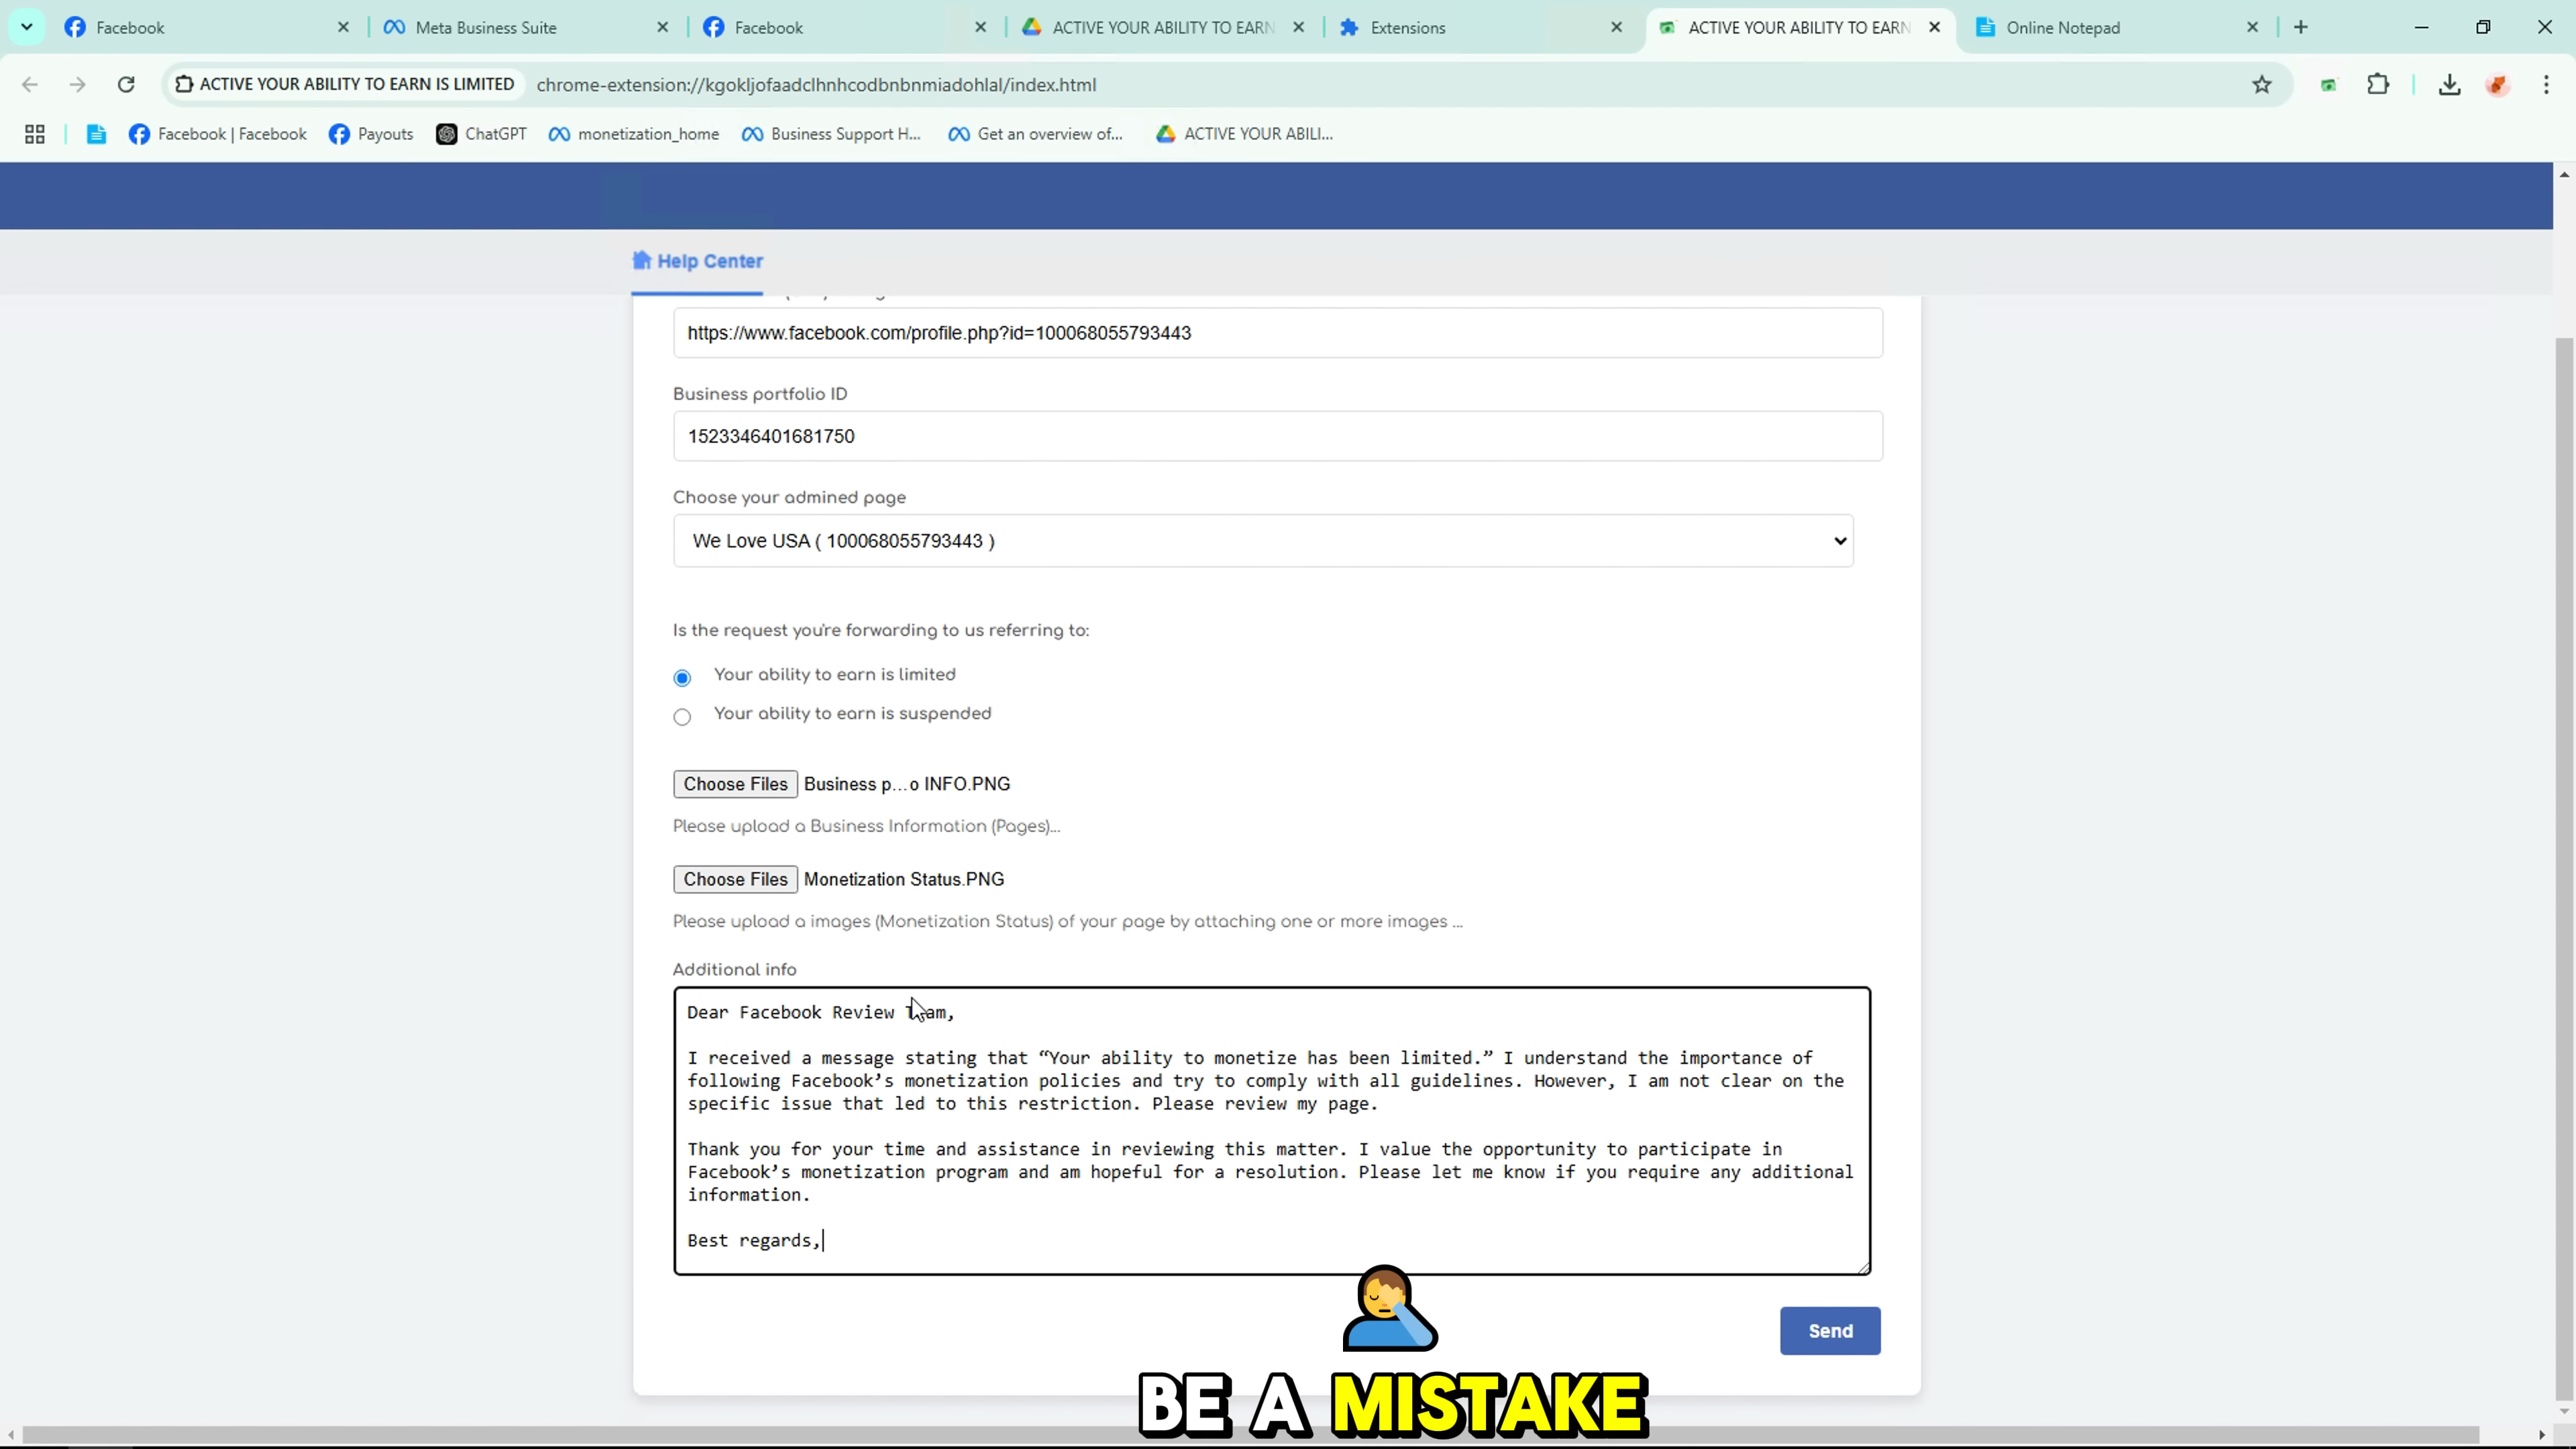 Facebook
Meta Business Suite
Facebook
ACTIVE YOUR ABILITY TO EARN
Extensions
ACTIVE YOUR ABILITY TO EARN
Online Notepad
ACTIVE YOUR ABILITY TO EARN IS LIMITED
chrome-extension://kgokljofaadclhnhcodbnbnmiadohlal/index.html
Facebook | Facebook
Payouts
ChatGPT
monetization_home
Business Support H...
Get an overview of...
ACTIVE YOUR ABILI...
Help Center
https://www.facebook.com/profile.php?id=100068055793443
Business portfolio ID
1523346401681750
Choose your admined page
We Love USA ( 100068055793443 )
Is the request you're forwarding to us referring to:
Your ability to earn is limited
Your ability to earn is suspended
Choose Files Business p...o INFO.PNG
Please upload a Business Information (Pages)...
Choose Files Monetization Status.PNG
Please upload a images (Monetization Status) of your page by attaching one or more images ...
Additional info
Dear Facebook Review Team,
I received a message stating that “Your ability to monetize has been limited.” I understand the importance of
following Facebook’s monetization policies and try to comply with all guidelines. However, I am not clear on the
specific issue that led to this restriction. Please review my page.
Thank you for your time and assistance in reviewing this matter. I value the opportunity to participate in
Facebook’s monetization program and am hopeful for a resolution. Please let me know if you require any additional
information.
Best regards,
Send
BE A MISTAKE